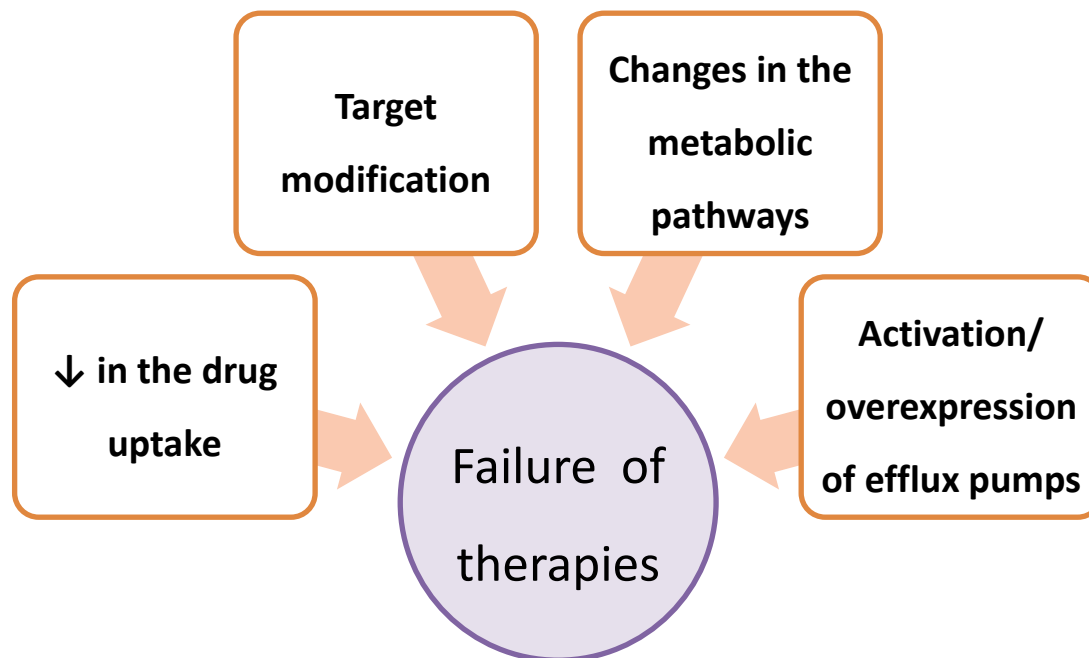 Target
modification
Changes in the
metabolic
pathways
↓ in the drug
uptake
Activation/
overexpression
of efflux pumps
Failure of
therapies